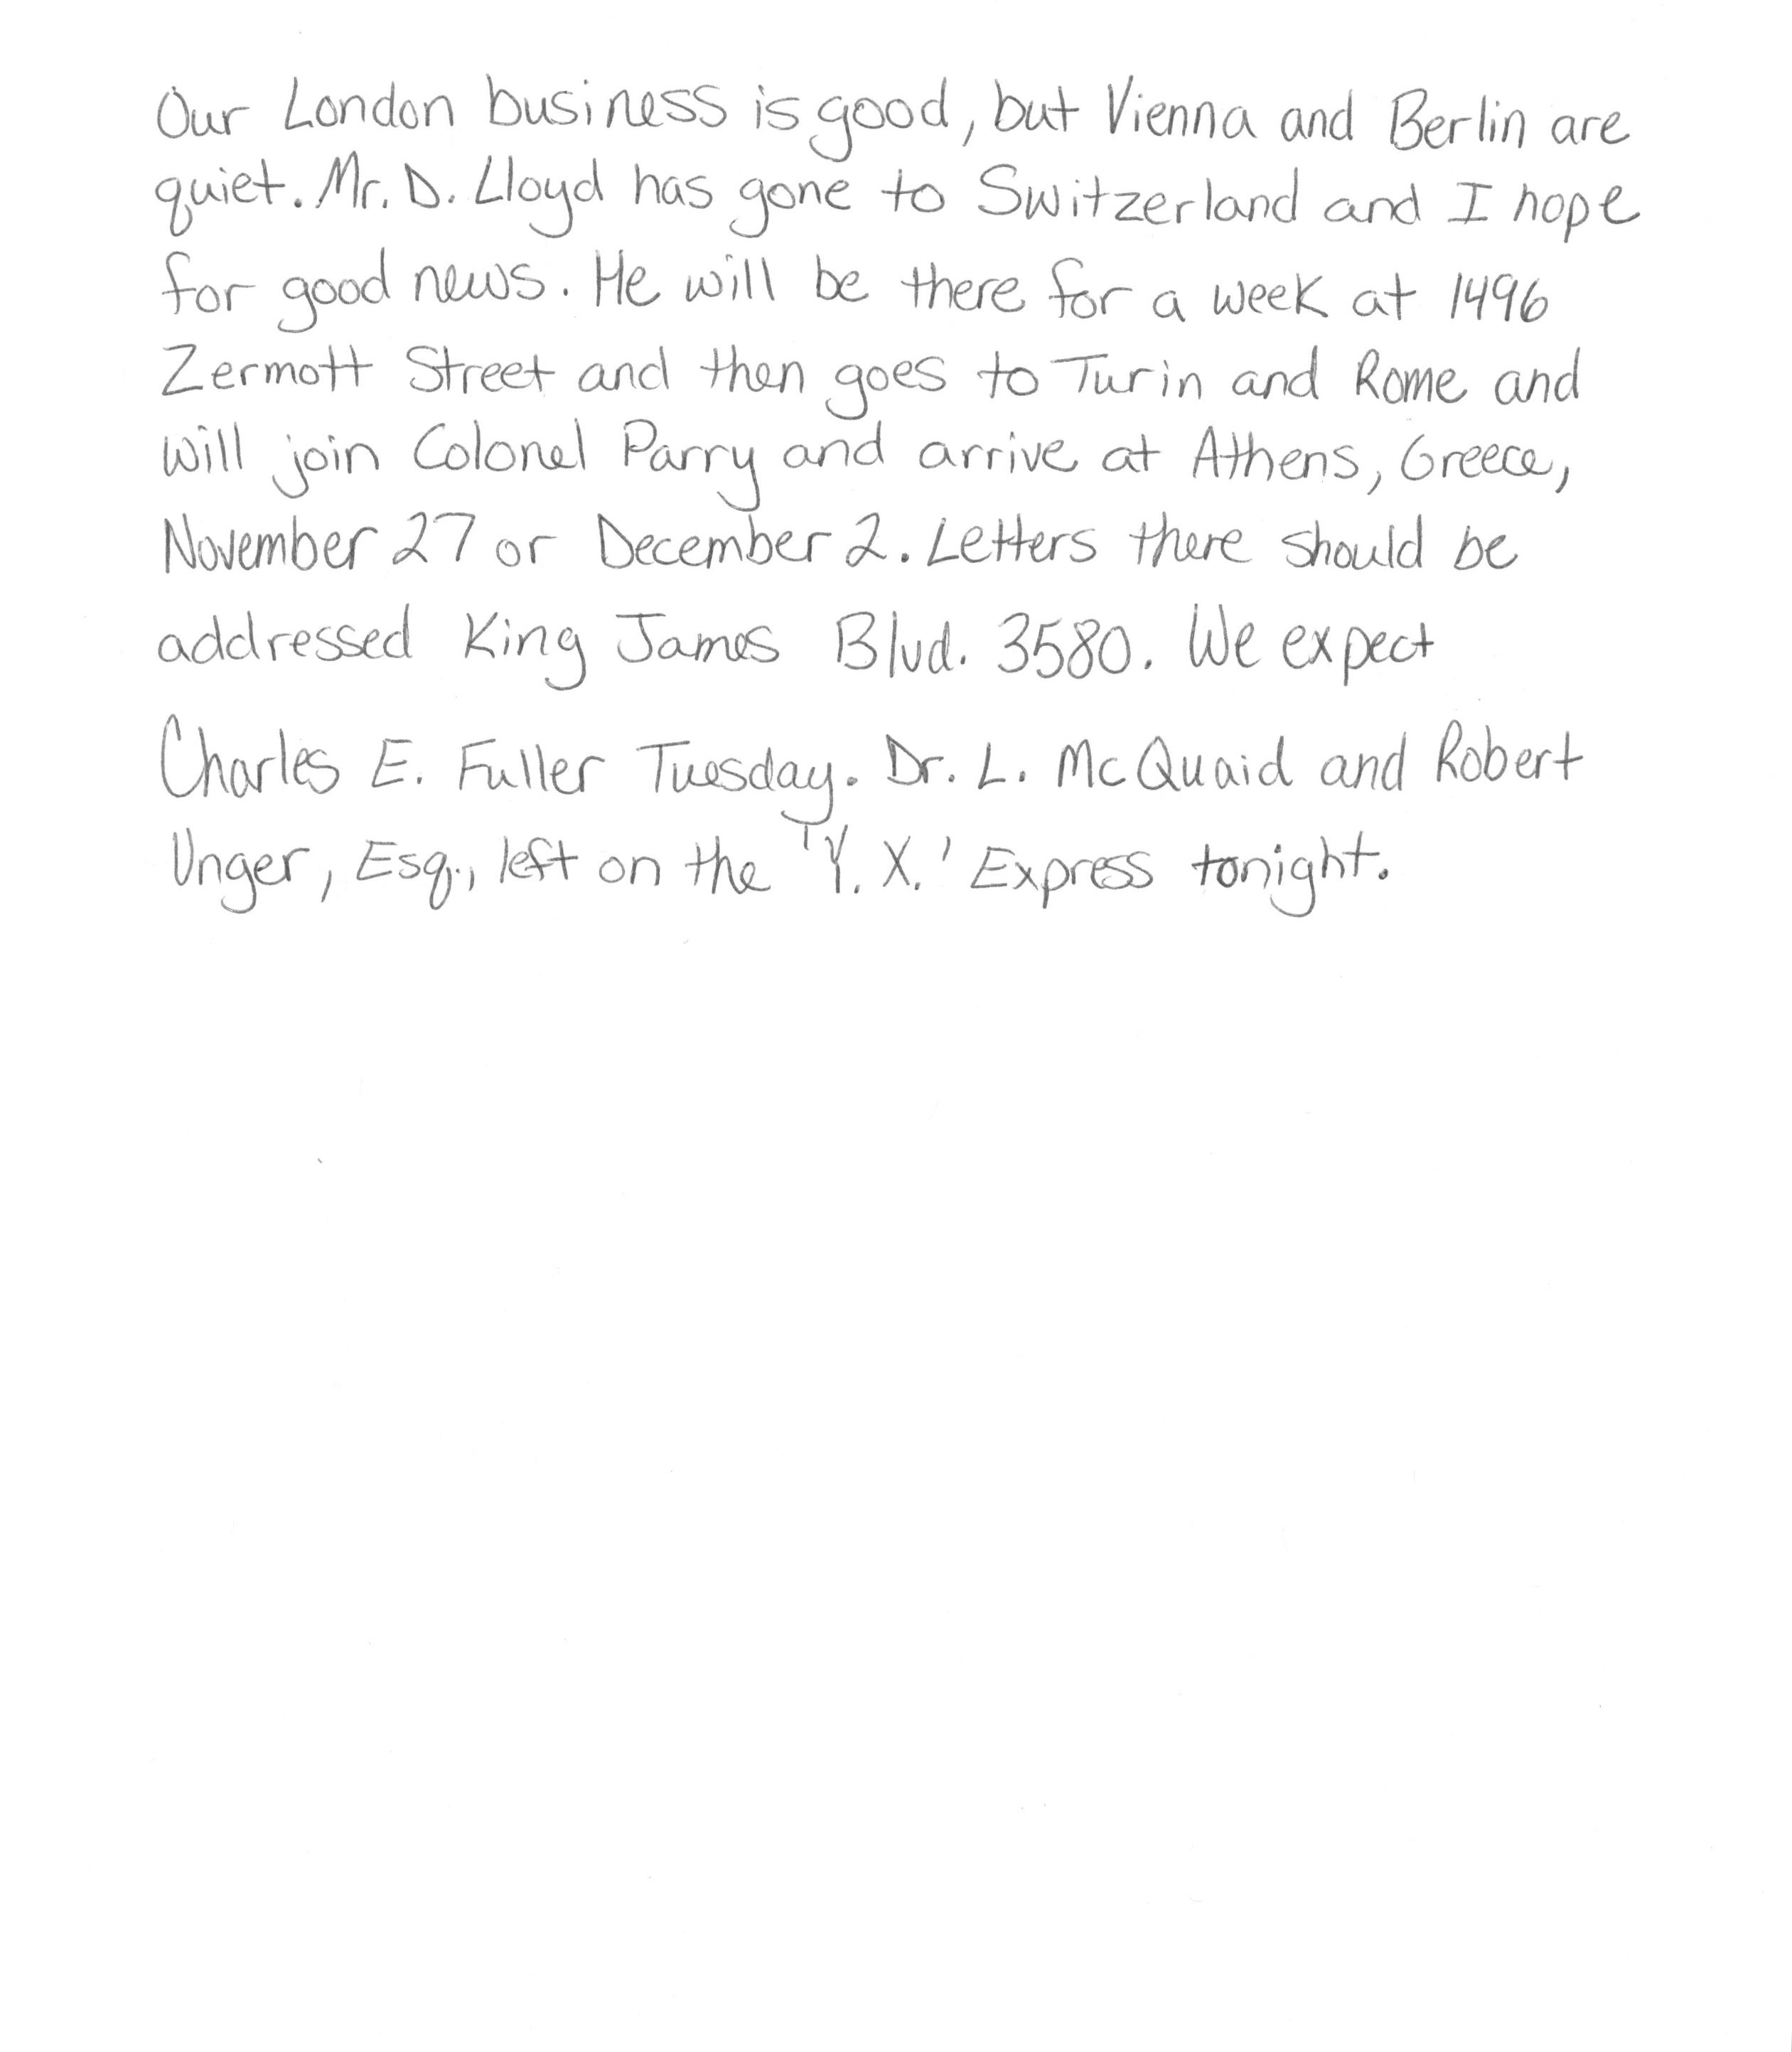 Our London business is good, but Vienna and Berlin are
quiet. Mr. D. Lloyd has gone to Switzerland and I hope
for good news. He will be there for a week at 1496
Zermott Street and then goes to Turin and Rome and
will join Colonel Parry and arrive at Athens, Greece,
November 27 or December 2. Letters there should be
addressed King James Blvd. 3580. We expect
Charles E. Fuller Tuesday. Dr. L. McQuaid and Robert
Unger, Esq., left on the 'Y. X.' Express tonight.